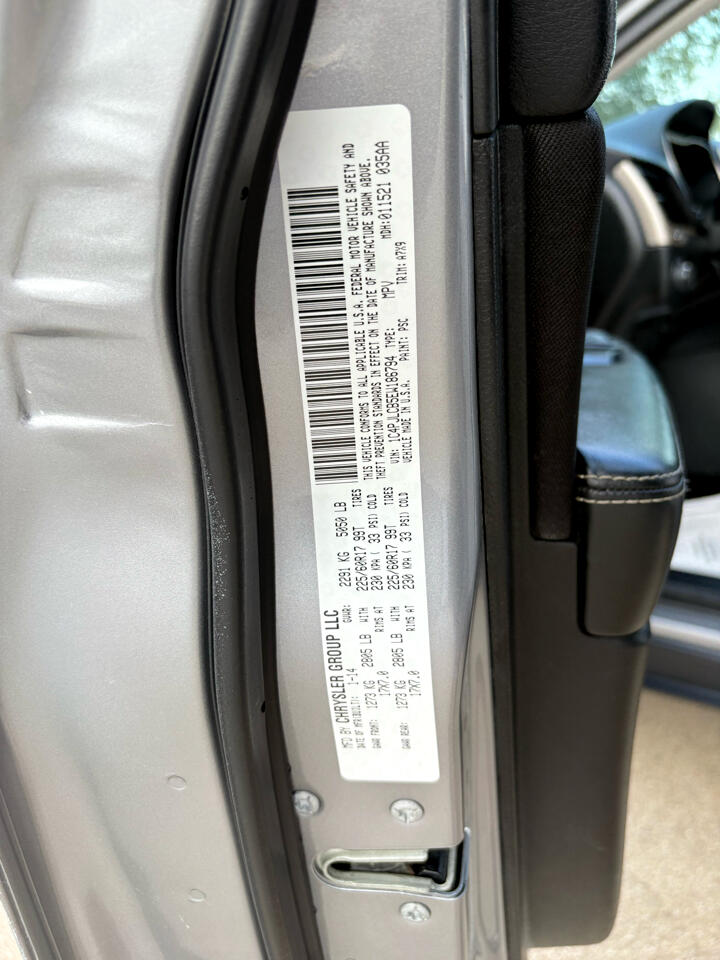 MFD BY CHRYSLER GROUP LLC
DATE OF MFR(BUILT): 1-14 GVWR: 2291 KG 5050 LB
GAWR FRONT: 1273 KG 2805 LB WITH 225/60R17 99T TIRES
17X7.0 RIMS AT 230 KPA ( 33 PSI) COLD
GAWR REAR: 1273 KG 2805 LB WITH 225/60R17 99T TIRES
17X7.0 RIMS AT 230 KPA ( 33 PSI) COLD
THIS VEHICLE CONFORMS TO ALL APPLICABLE U.S.A. FEDERAL MOTOR VEHICLE SAFETY AND
THEFT PREVENTION STANDARDS IN EFFECT ON THE DATE OF MANUFACTURE SHOWN ABOVE.
VIN: 1C4PJLCB5EW186794 TYPE: MPV MDH:011521 035AA
VEHICLE MADE IN U.S.A. PAINT: PSC TRIM: A7X9